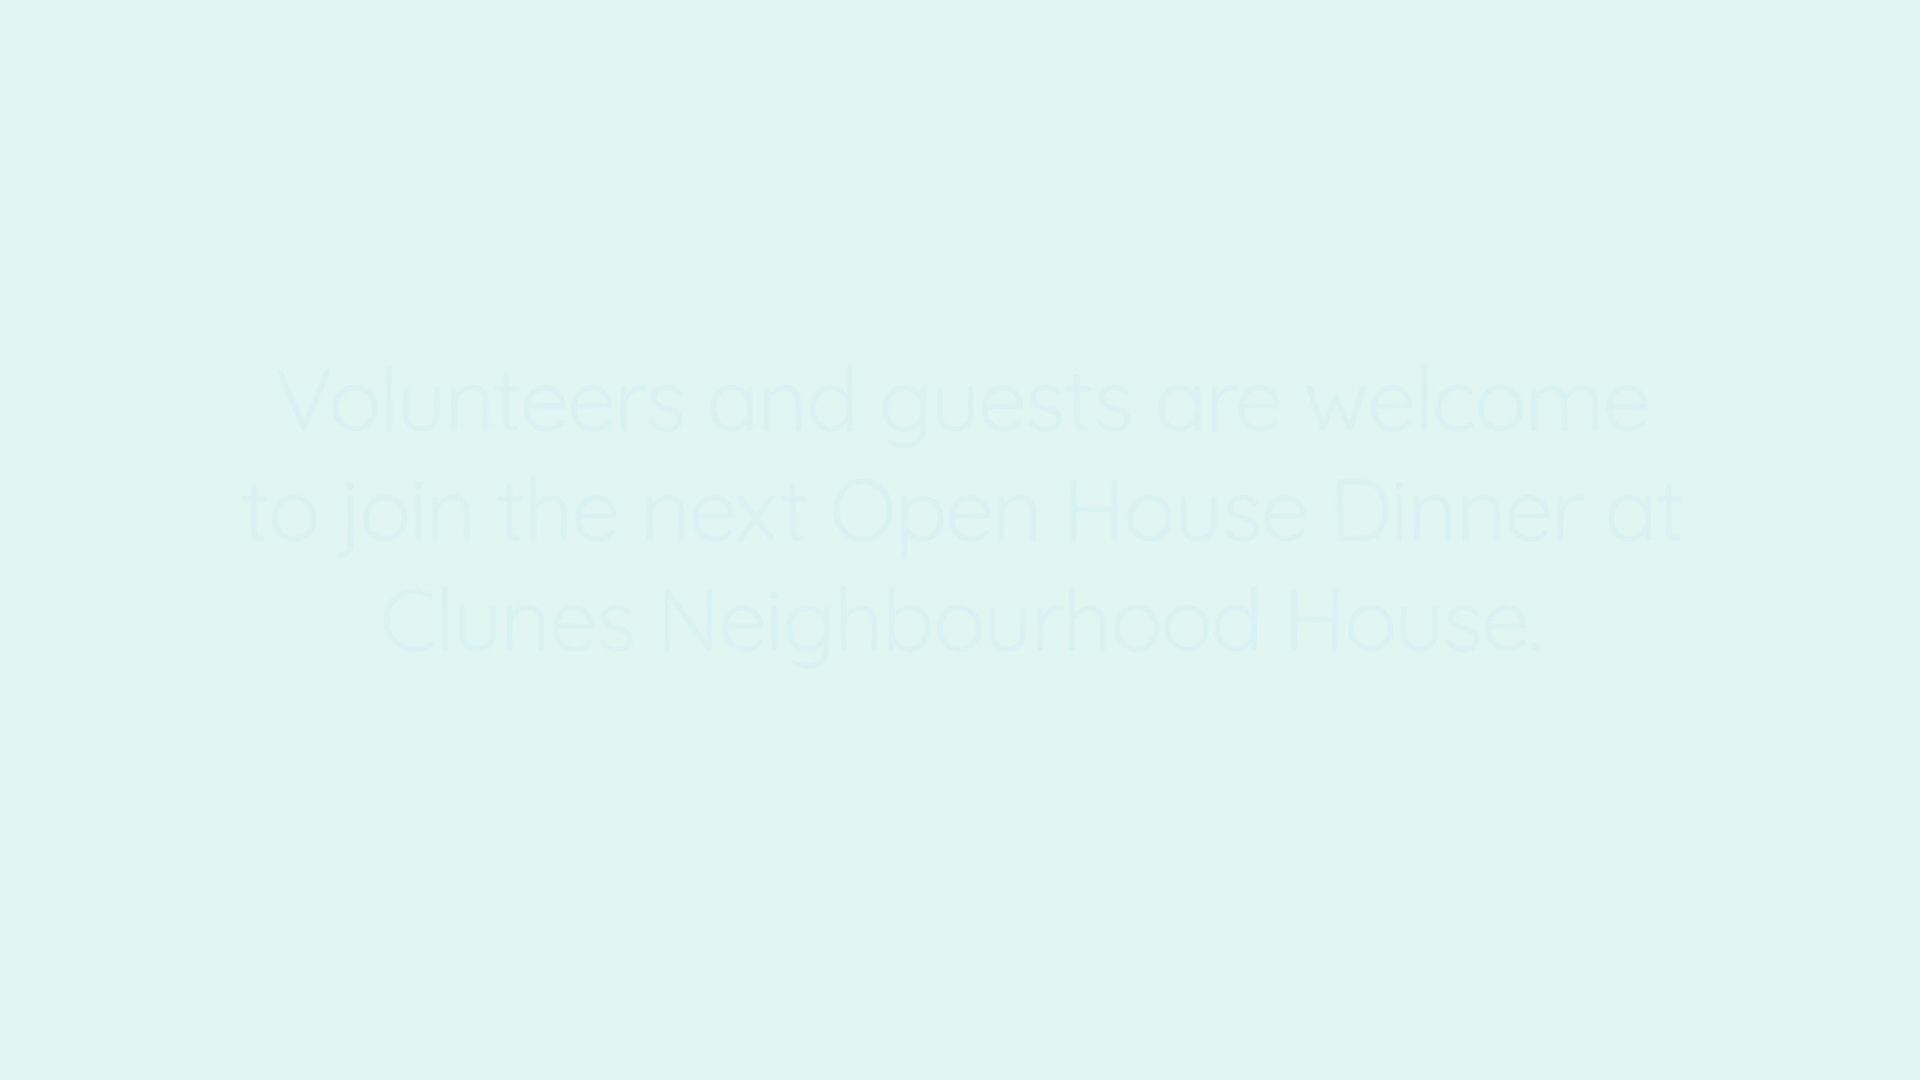 Volunteers and guests are welcome
to join the next Open House Dinner at
Clunes Neighbourhood House.